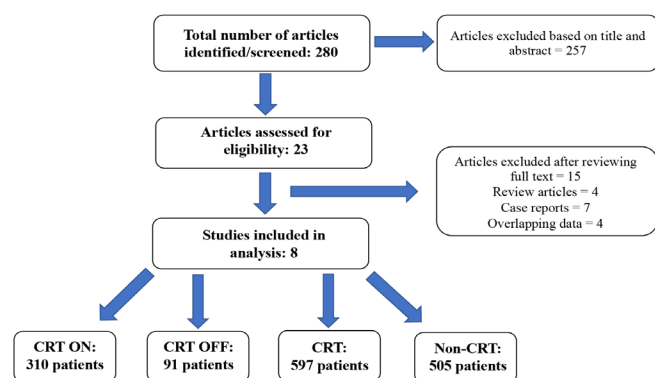 Total number of articles
identified/screened: 280
Articles excluded based on title and
abstract = 257
Articles assessed for
eligibility: 23
Articles excluded after reviewing
full text = 15
Review articles = 4
Case reports = 7
Overlapping data = 4
Studies included in
analysis: 8
CRT ON:
310 patients
CRT OFF:
91 patients
CRT:
597 patients
Non-CRT:
505 patients